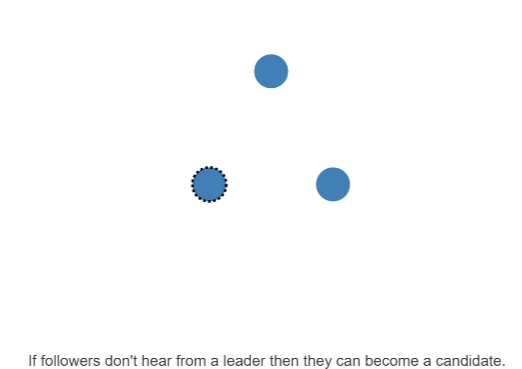 If followers don't hear from a leader then they can become a candidate.